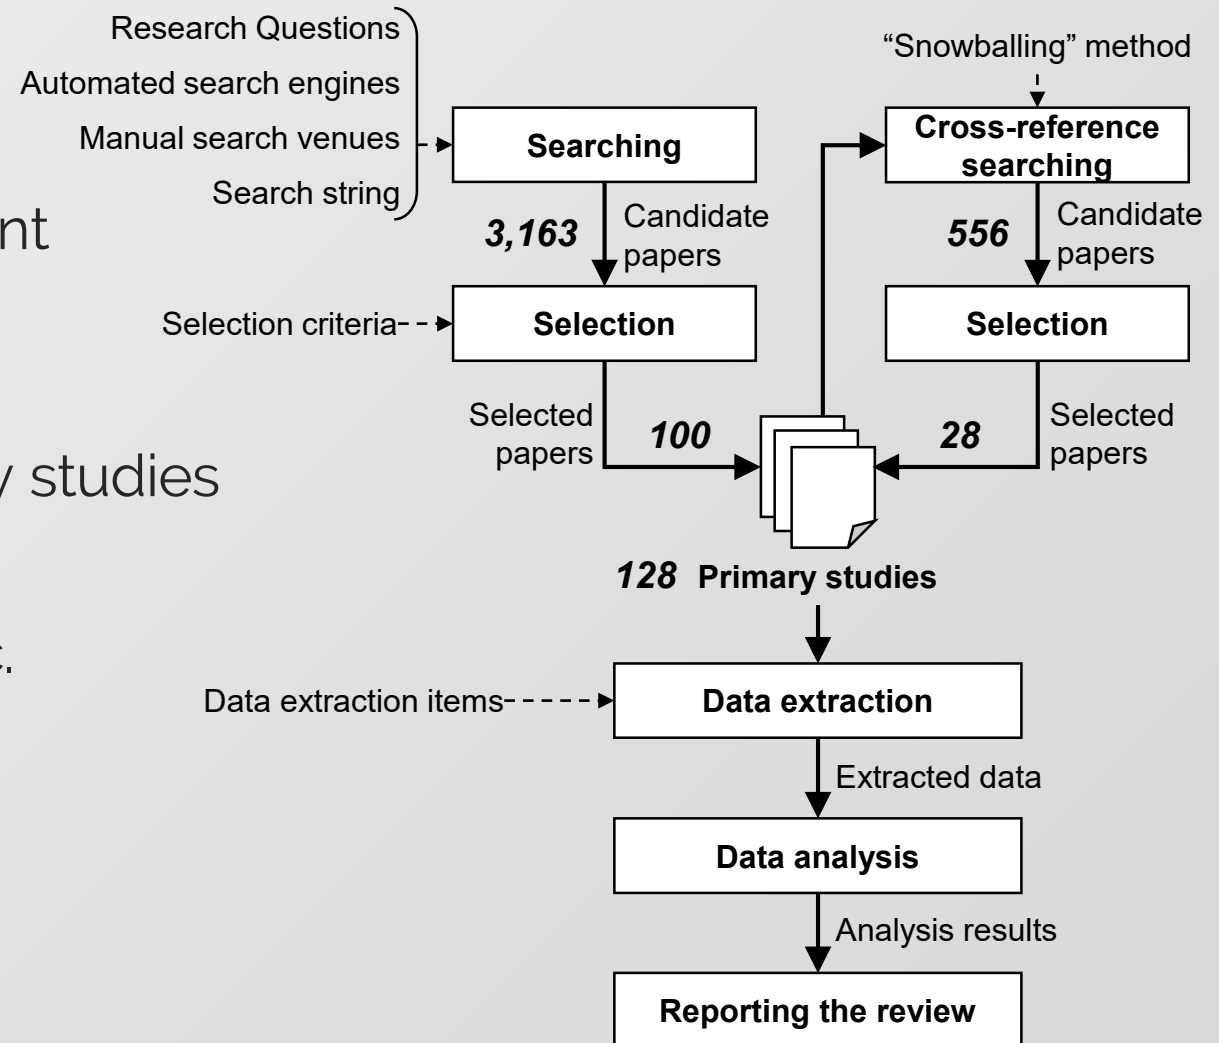 Research Questions
Automated search engines
Manual search venues
Search string
"Snowballing" method
Searching
Cross-reference
searching
3,163
Candidate
papers
556
Candidate
papers
Selection criteria
Selection
Selection
Selected
papers
100
28
Selected
papers
128 Primary studies
studies
Data extraction items
Data extraction
Extracted data
Data analysis
Analysis results
Reporting the review